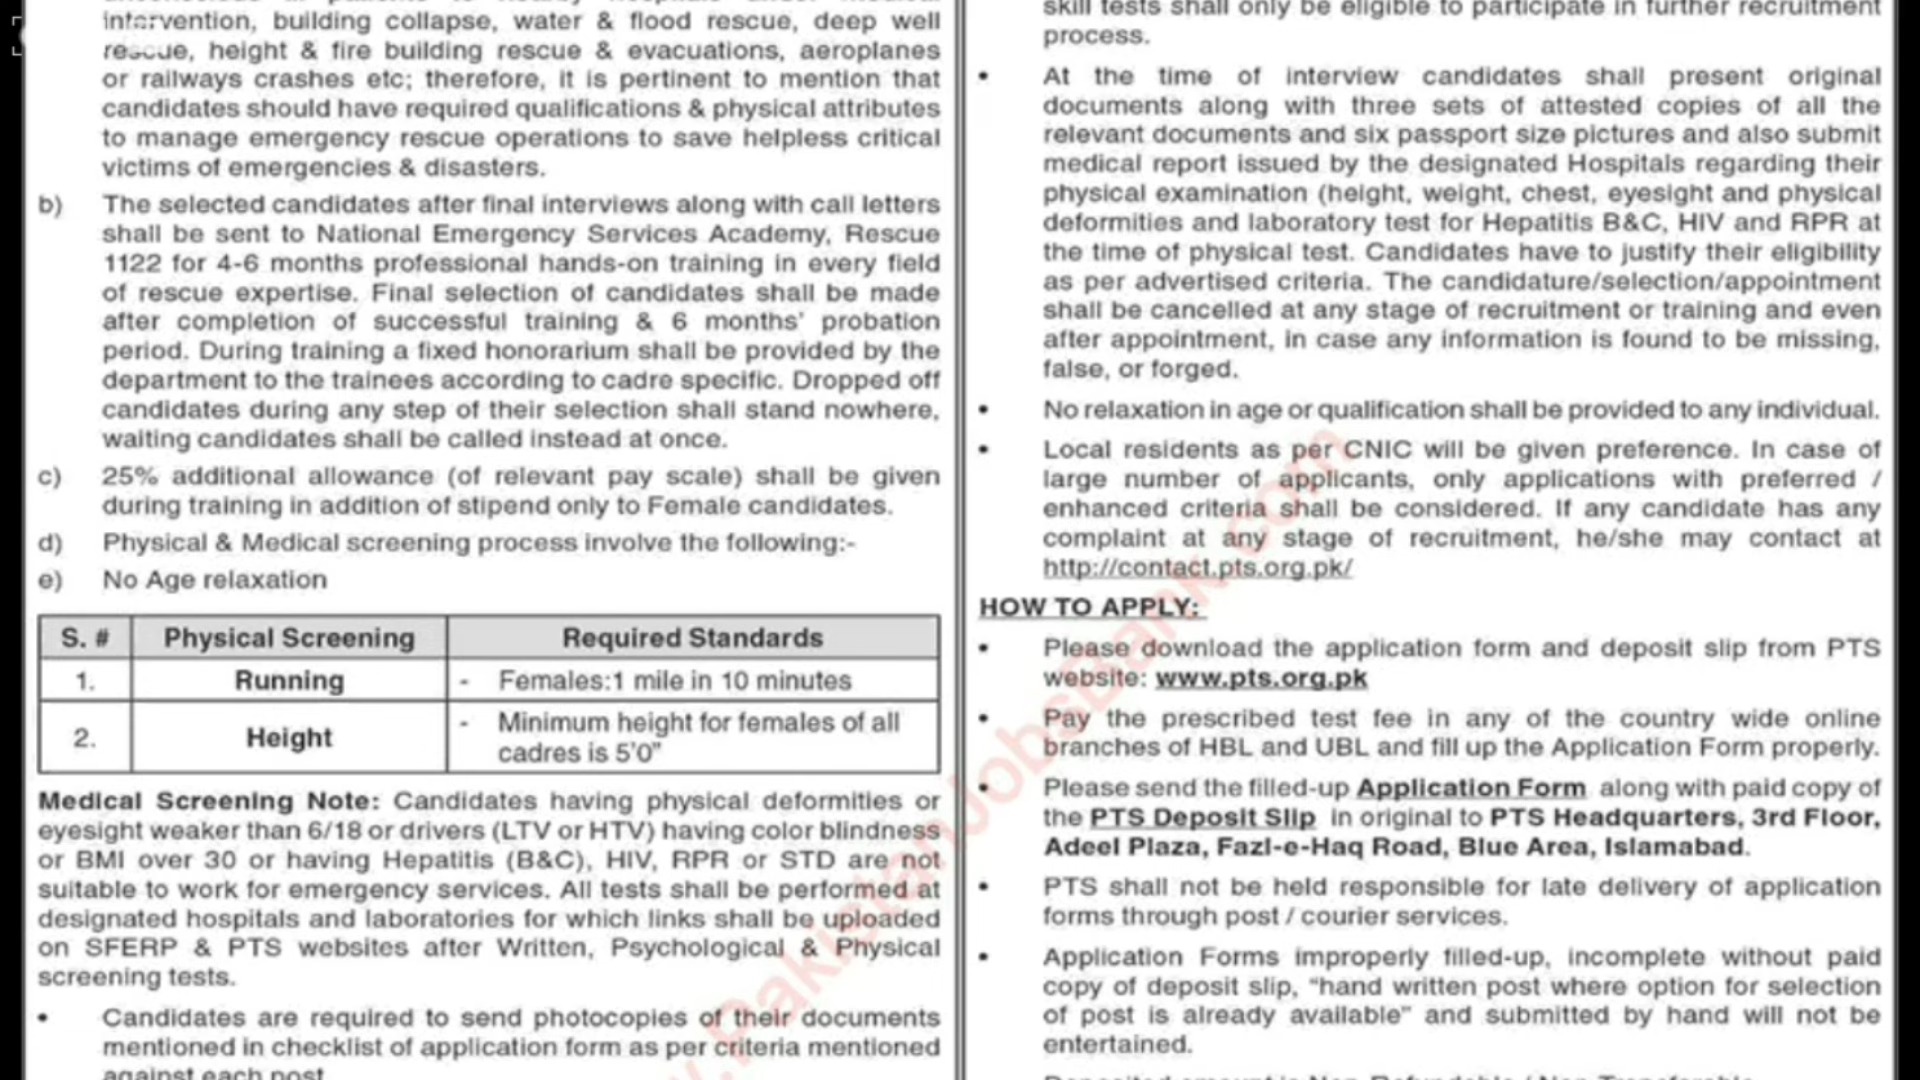 intervention, building collapse, water & flood rescue, deep well
rescue, height & fire building rescue & evacuations, aeroplanes
or railways crashes etc; therefore, it is pertinent to mention that
candidates should have required qualifications & physical attributes
to manage emergency rescue operations to save helpless critical
victims of emergencies & disasters.
b) The selected candidates after final interviews along with call letters
shall be sent to National Emergency Services Academy, Rescue
1122 for 4-6 months professional hands-on training in every field
of rescue expertise. Final selection of candidates shall be made
after completion of successful training & 6 months' probation
period. During training a fixed honorarium shall be provided by the
department to the trainees according to cadre specific. Dropped off
candidates during any step of their selection shall stand nowhere,
waiting candidates shall be called instead at once.
c) 25% additional allowance (of relevant pay scale) shall be given
during training in addition of stipend only to Female candidates.
d) Physical & Medical screening process involve the following:-
e) No Age relaxation
S. # Physical Screening Required Standards
1. Running - Females:1 mile in 10 minutes
2. Height - Minimum height for females of all
cadres is 5'0"
Medical Screening Note: Candidates having physical deformities or
eyesight weaker than 6/18 or drivers (LTV or HTV) having color blindness
or BMI over 30 or having Hepatitis (B&C), HIV, RPR or STD are not
suitable to work for emergency services. All tests shall be performed at
designated hospitals and laboratories for which links shall be uploaded
on SFERP & PTS websites after Written, Psychological & Physical
screening tests.
• Candidates are required to send photocopies of their documents
mentioned in checklist of application form as per criteria mentioned
against each post
skill tests shall only be eligible to participate in further recruitment
process.
• At the time of interview candidates shall present original
documents along with three sets of attested copies of all the
relevant documents and six passport size pictures and also submit
medical report issued by the designated Hospitals regarding their
physical examination (height, weight, chest, eyesight and physical
deformities and laboratory test for Hepatitis B&C, HIV and RPR at
the time of physical test. Candidates have to justify their eligibility
as per advertised criteria. The candidature/selection/appointment
shall be cancelled at any stage of recruitment or training and even
after appointment, in case any information is found to be missing,
false, or forged.
• No relaxation in age or qualification shall be provided to any individual.
• Local residents as per CNIC will be given preference. In case of
large number of applicants, only applications with preferred /
enhanced criteria shall be considered. If any candidate has any
complaint at any stage of recruitment, he/she may contact at
http://contact.pts.org.pk/
HOW TO APPLY:
• Please download the application form and deposit slip from PTS
website: www.pts.org.pk
• Pay the prescribed test fee in any of the country wide online
branches of HBL and UBL and fill up the Application Form properly.
• Please send the filled-up Application Form along with paid copy of
the PTS Deposit Slip in original to PTS Headquarters, 3rd Floor,
Adeel Plaza, Fazl-e-Haq Road, Blue Area, Islamabad.
• PTS shall not be held responsible for late delivery of application
forms through post / courier services.
• Application Forms improperly filled-up, incomplete without paid
copy of deposit slip, "hand written post where option for selection
of post is already available" and submitted by hand will not be
entertained.
.PakistanJobsBank.com